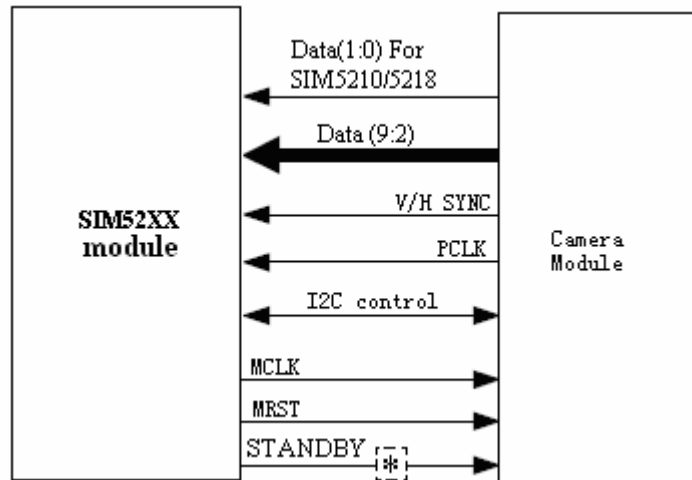 Data(1:0) For
SIM5210/5218
Data (9:2)
V/H SYNC
SIM52XX
module
PCLK
Camera
Module
I2C control
MCLK
MRST
STANDBY
*